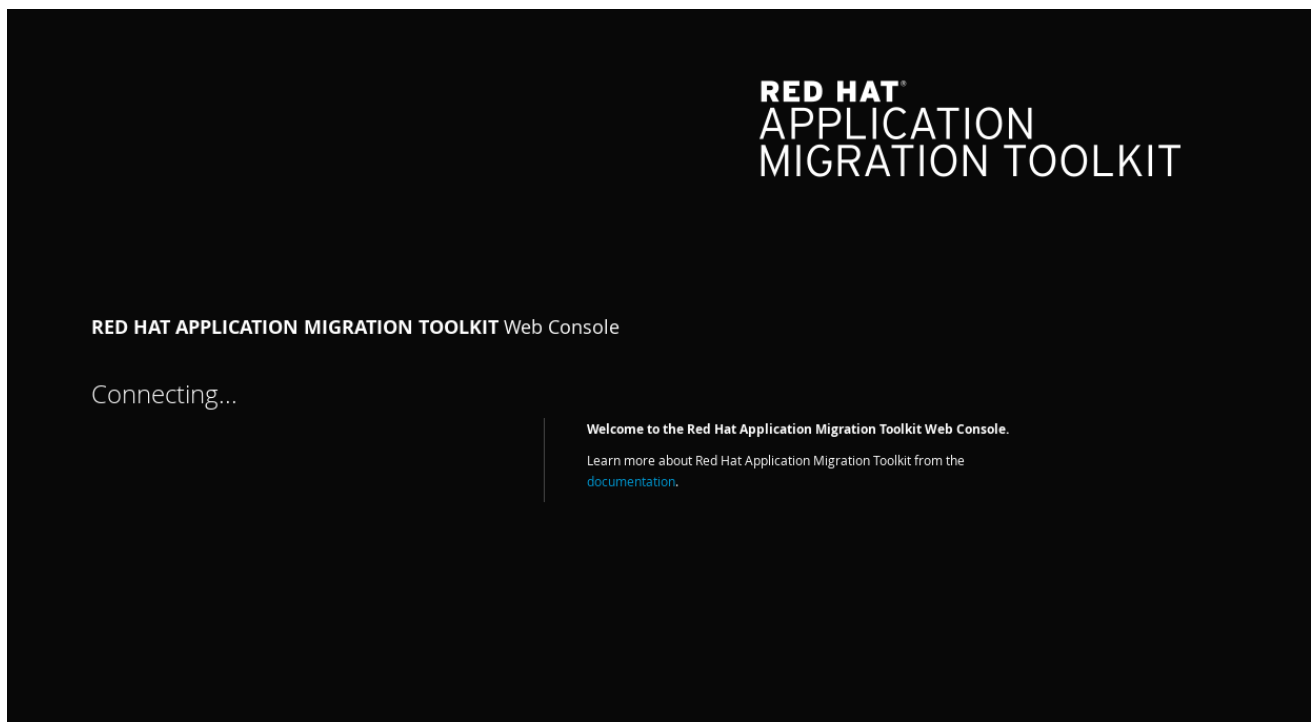 RED HAT®
APPLICATION
MIGRATION TOOLKIT
RED HAT APPLICATION MIGRATION TOOLKIT Web Console
Connecting...
Welcome to the Red Hat Application Migration Toolkit Web Console.
Learn more about Red Hat Application Migration Toolkit from the
documentation.